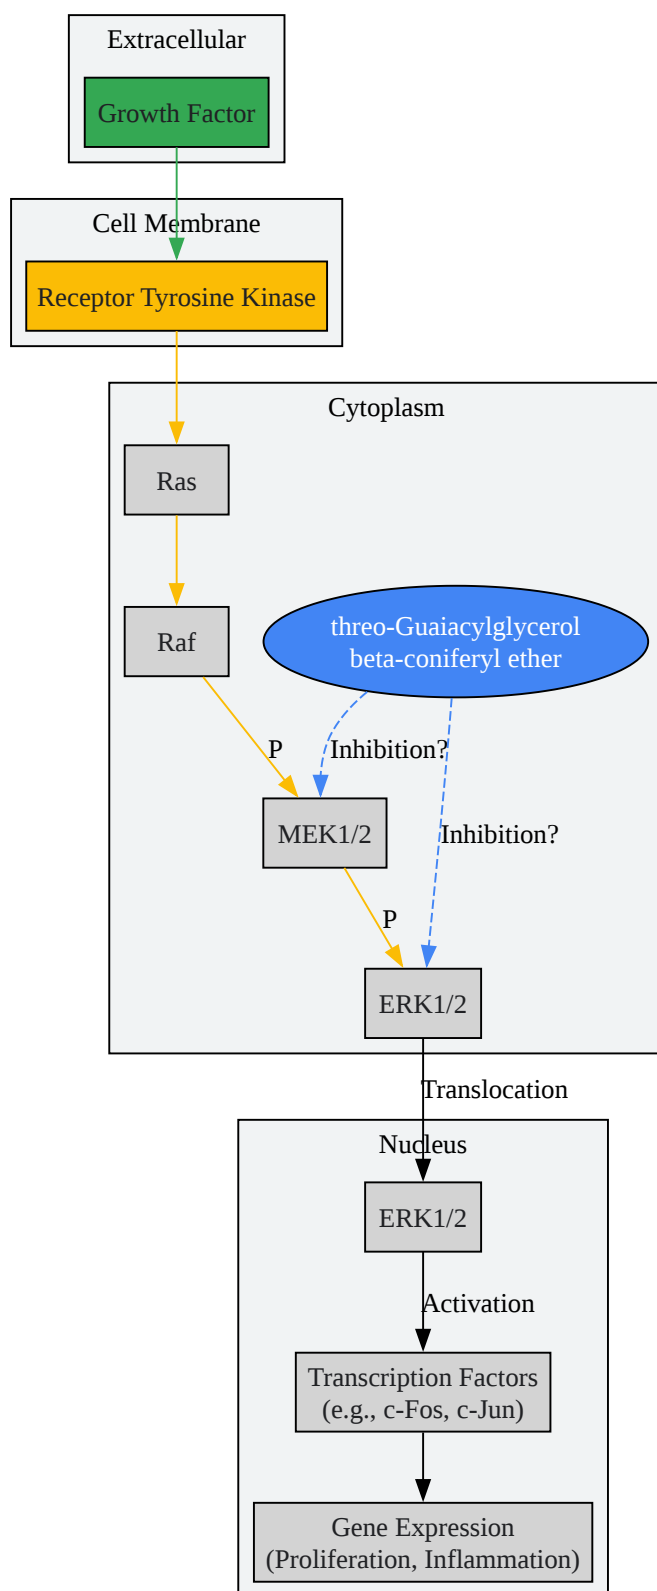 Extracellular
Growth Factor
Cell Membrane
Receptor Tyrosine Kinase
Cytoplasm
Ras
Raf
threo-Guaiacylglycerol
beta-coniferyl ether
P
Inhibition?
MEK1/2
Inhibition?
P
ERK1/2
Translocation
Nucleus
ERK1/2
Activation
Transcription Factors
(e.g., c-Fos, c-Jun)
Gene Expression
(Proliferation, Inflammation)